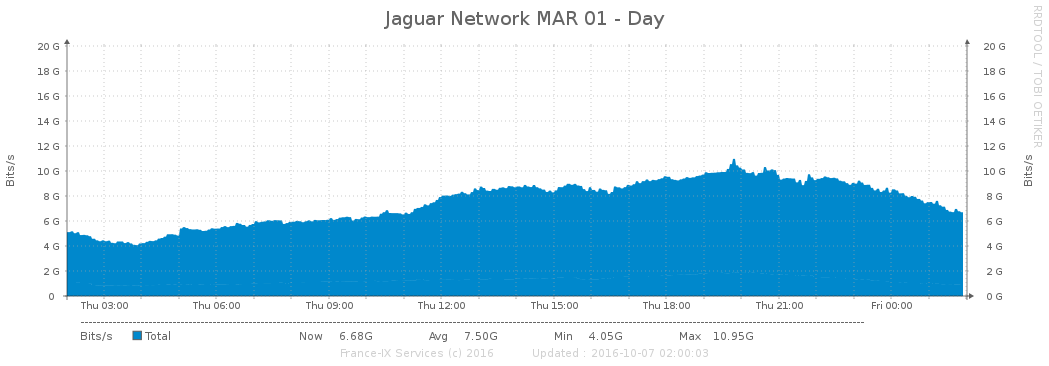 Jaguar Network MAR 01 - Day
RRDTOOL / TOBI OETIKER
Bits/s
20 G 20 G
18 G 18 G
16 G 16 G
14 G 14 G
12 G 12 G
10 G 10 G
8 G 8 G
6 G 6 G
4 G 4 G
2 G 2 G
0 0 G
Bits/s
Thu 03:00 Thu 06:00 Thu 09:00 Thu 12:00 Thu 15:00 Thu 18:00 Thu 21:00 Fri 00:00
Bits/s Total Now 6.68G Avg 7.50G Min 4.05G Max 10.95G
France-IX Services (c) 2016 Updated : 2016-10-07 02:00:03